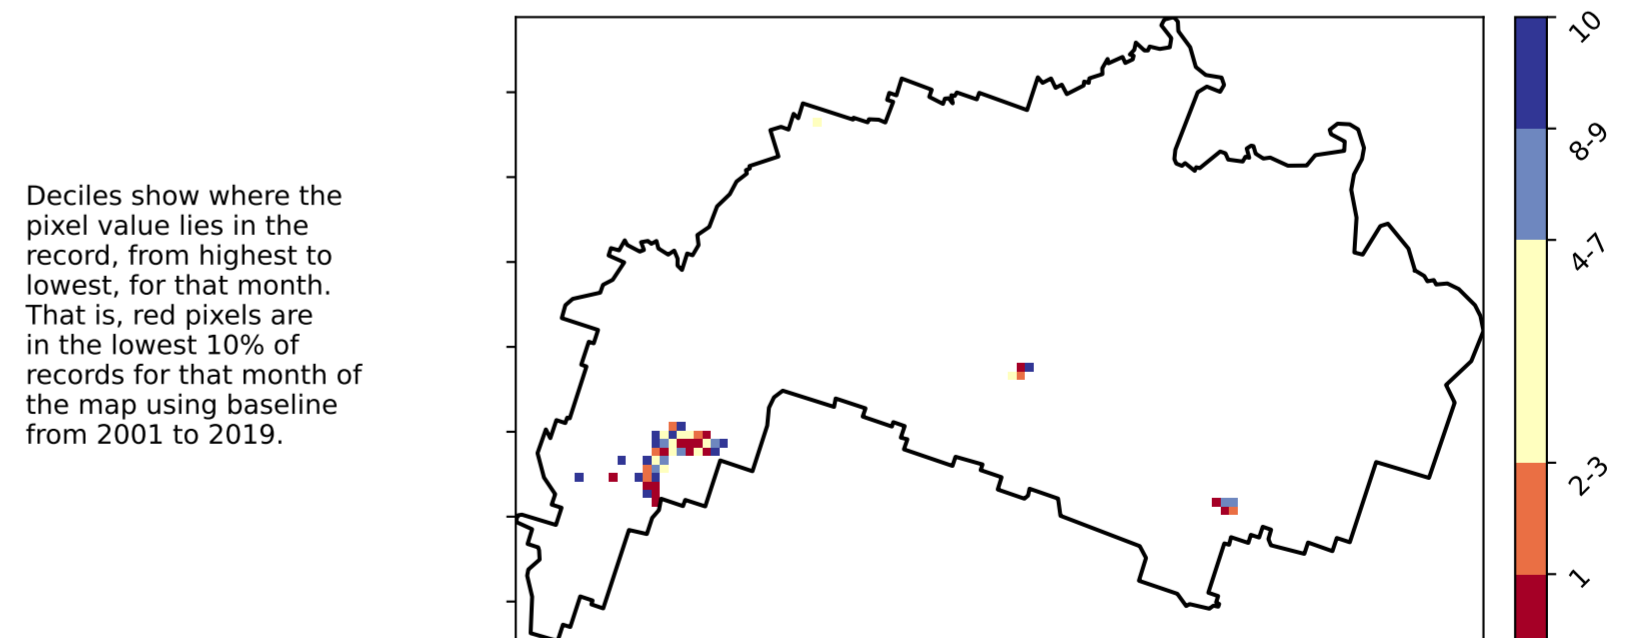 Deciles show where the
pixel value lies in the
record, from highest to
lowest, for that month.
That is, red pixels are
in the lowest 10% of
records for that month of
the map using baseline
from 2001 to 2019.
10
8-9
4-7
2-3
1